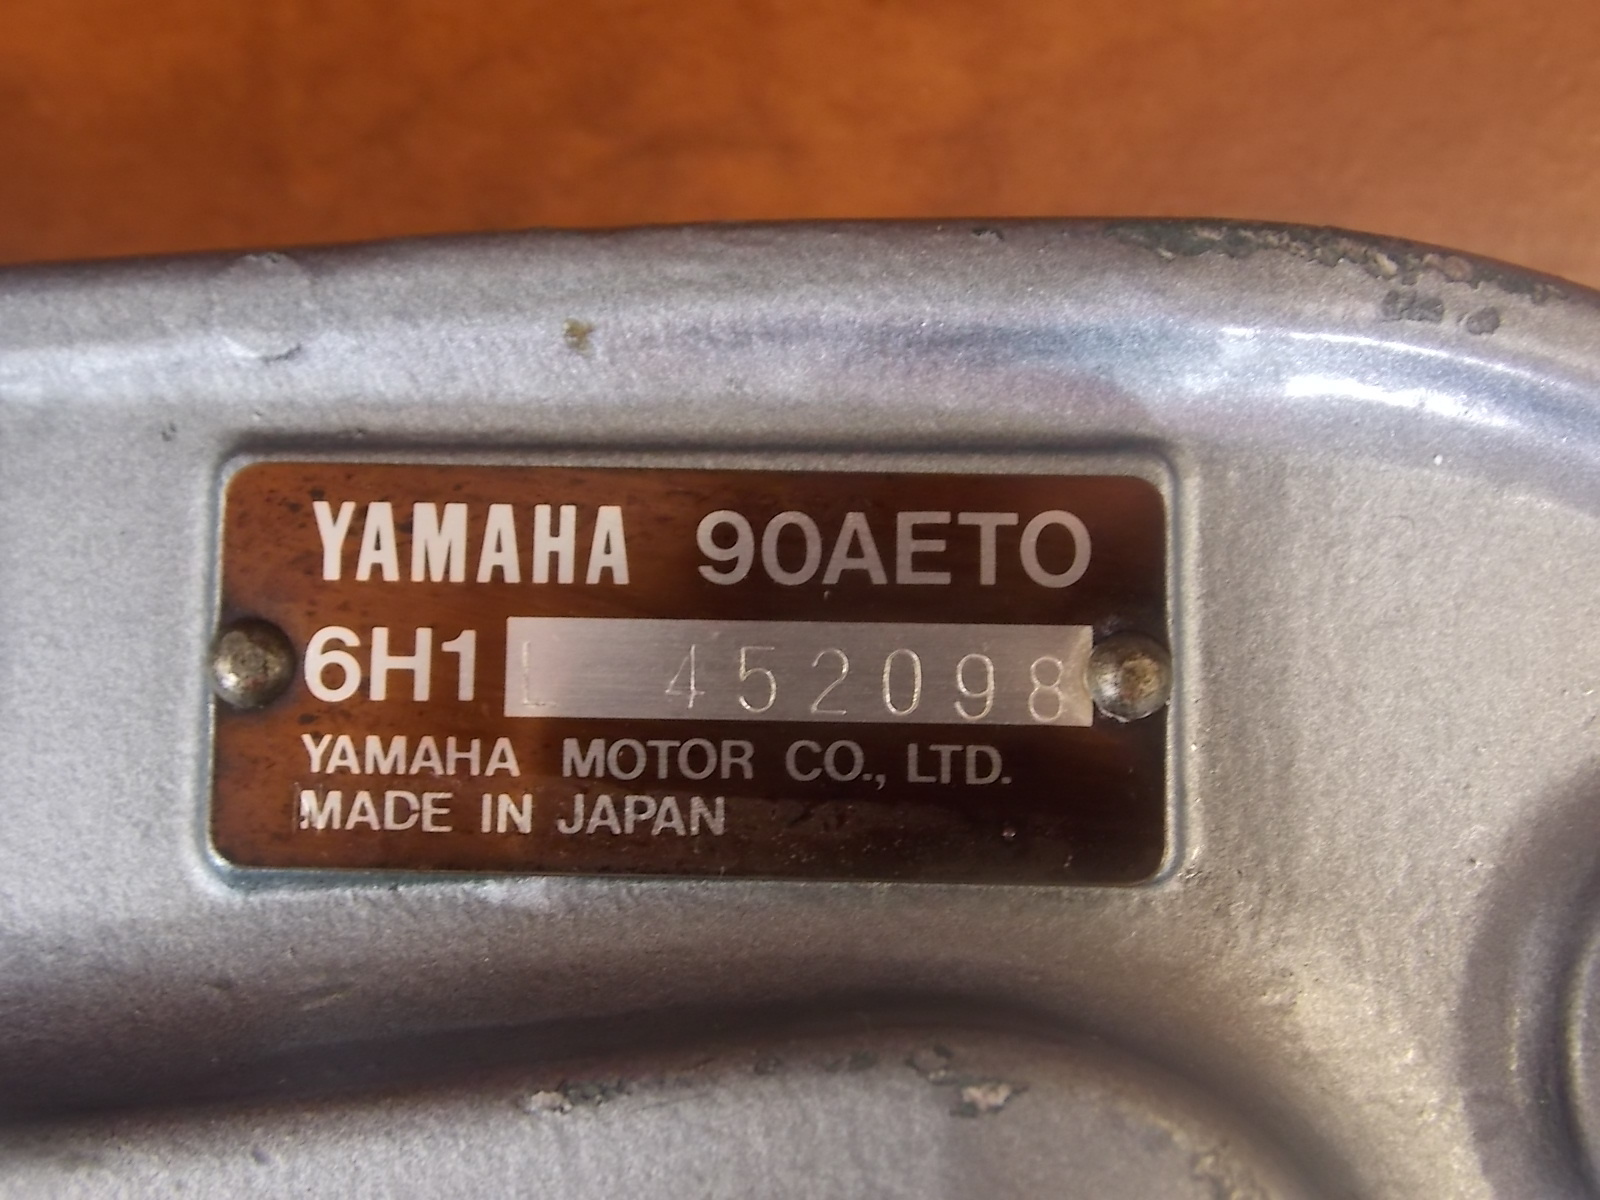 YAMAHA 90AETO
6H1 L 452098
YAMAHA MOTOR CO., LTD.
MADE IN JAPAN